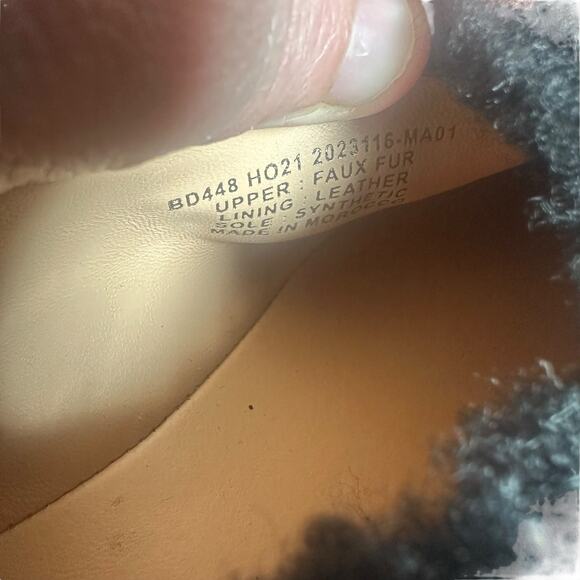 BD448 HO21 2023116-MA01
UPPER : FAUX FUR
LINING : LEATHER
SOLE : SYNTHETIC
MADE IN MOROCCO